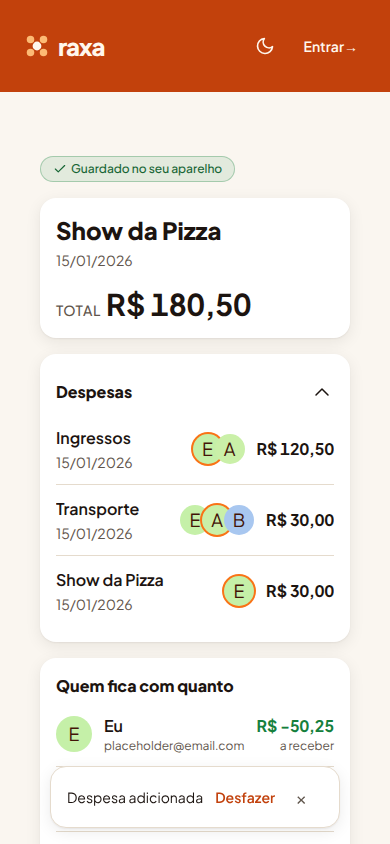 raxa
Entrar→
Guardado no seu aparelho
Show da Pizza
15/01/2026
TOTAL R$ 180,50
Despesas
Ingressos
E A R$ 120,50
15/01/2026
Transporte
E A B R$ 30,00
15/01/2026
Show da Pizza
E R$ 30,00
15/01/2026
Quem fica com quanto
E Eu R$ -50,25
placeholder@email.com a receber
Despesa adicionada Desfazer ×